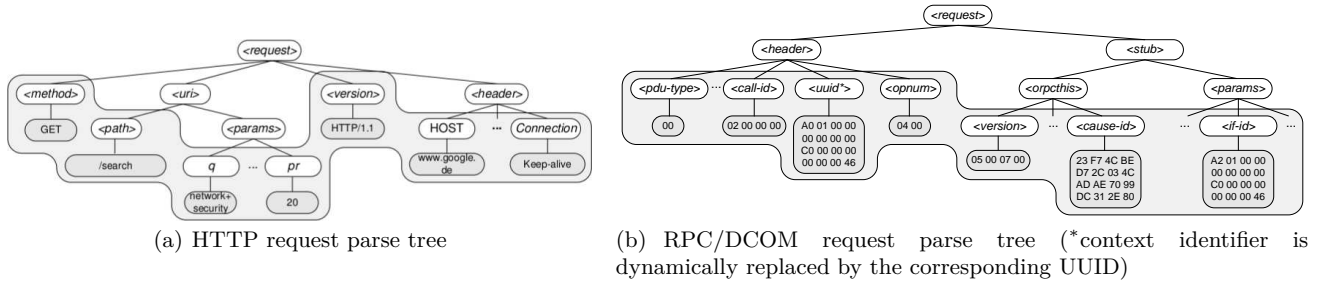 <request>
<method>
<uri>
<version>
<header>
GET
<path>
<params>
HTTP/1.1
HOST
...
Connection
/search
q
...
pr
www.google.
de
Keep-alive
network+
security
20
(a) HTTP request parse tree
<request>
<header>
<stub>
<pdu-type>
...
<call-id>
<uuid*>
<opnum>
<orpcthis>
<params>
00
02 00 00 00
A0 01 00 00
00 00 00 00
C0 00 00 00
00 00 00 46
04 00
<version>
...
<cause-id>
...
<if-id>
...
05 00 07 00
23 F7 4C BE
D7 2C 03 4C
AD AE 70 99
DC 31 2E 80
A2 01 00 00
00 00 00 00
C0 00 00 00
00 00 00 46
(b) RPC/DCOM request parse tree (*context identifier is
dynamically replaced by the corresponding UUID)